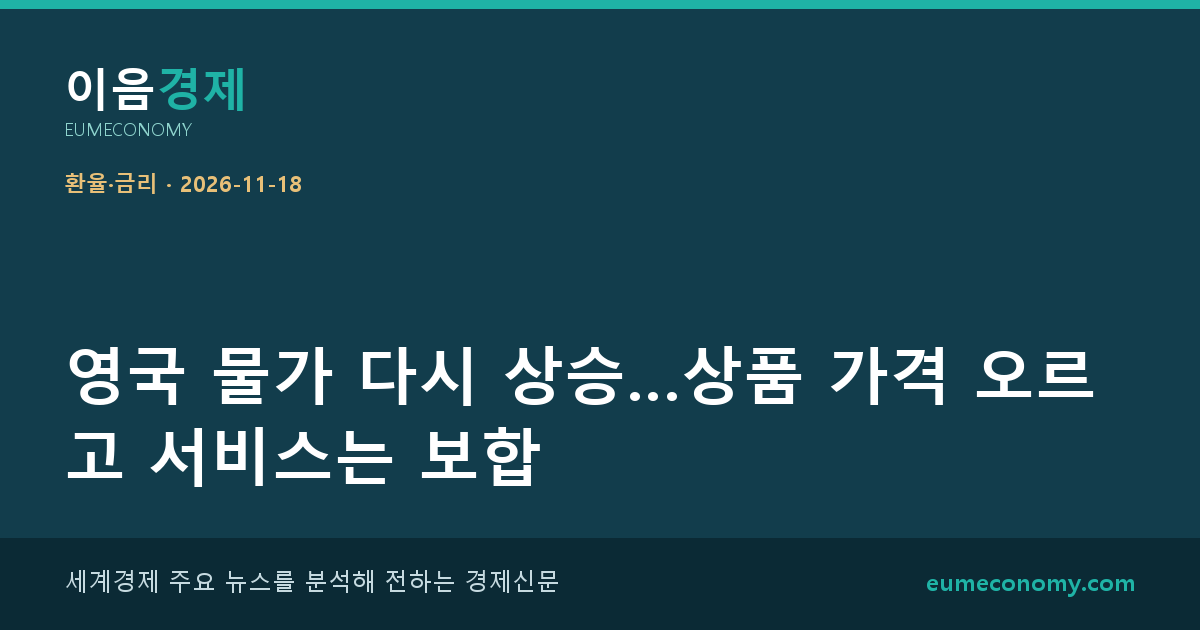 이음경제
EUMECONOMY
환율·금리 · 2026-11-18
영국 물가 다시 상승…상품 가격 오르
고 서비스는 보합
세계경제 주요 뉴스를 분석해 전하는 경제신문
eumeconomy.com